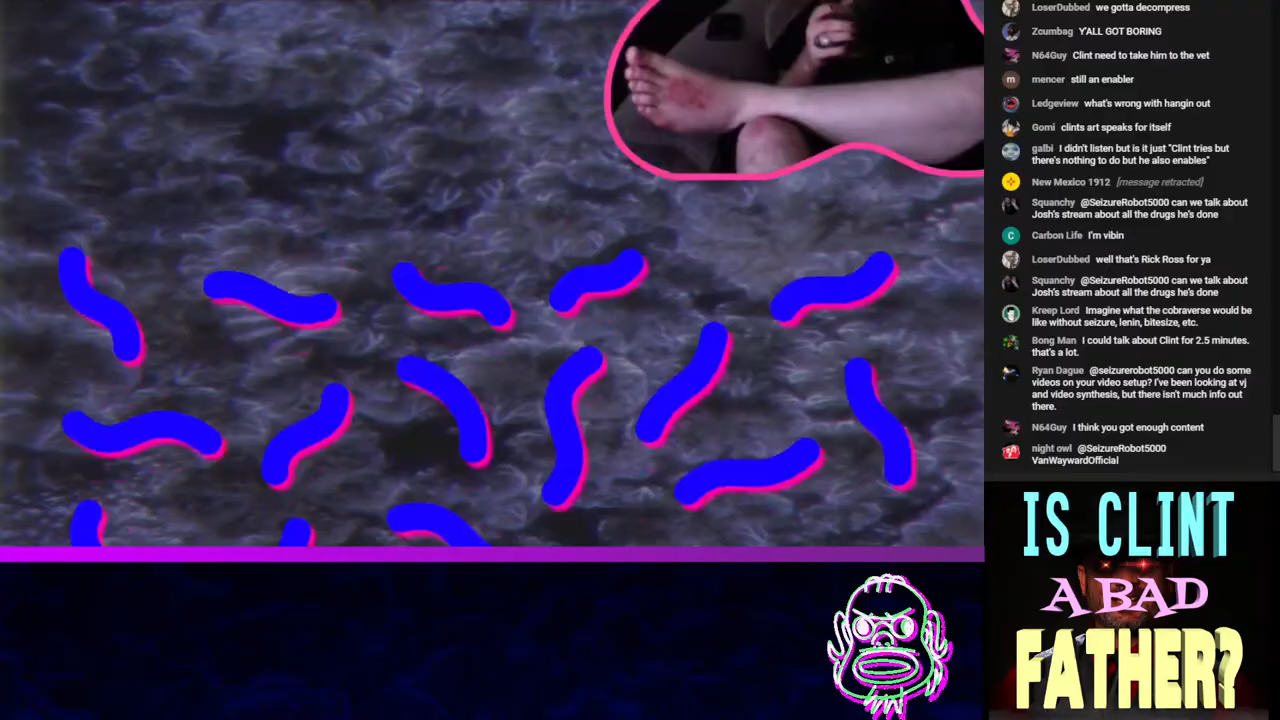 LoserDubbed we gotta decompress
Zcumbag Y'ALL GOT BORING
N64Guy Clint need to take him to the vet
m
mencer still an enabler
Ledgeview what's wrong with hangin out
Gomi clints art speaks for itself
galbi I didn't listen but is it just "Clint tries but
there's nothing to do but he also enables"
New Mexico 1912 [message retracted]
Squanchy @SeizureRobot5000 can we talk about
Josh's stream about all the drugs he's done
C
Carbon Life I'm vibin
LoserDubbed well that's Rick Ross for ya
Squanchy @SeizureRobot5000 can we talk about
Josh's stream about all the drugs he's done
Kreep Lord Imagine what the cobraverse would be
like without seizure, lenin, bitesize, etc.
Bong Man I could talk about Clint for 2.5 minutes.
that's a lot.
Ryan Dague @seizurerobot5000 can you do some
videos on your video setup? I've been looking at vj
and video synthesis, but there isn't much info out
there.
N64Guy I think you got enough content
night owl @SeizureRobot5000
VanWaywardOfficial
IS CLINT
A BAD
FATHER?